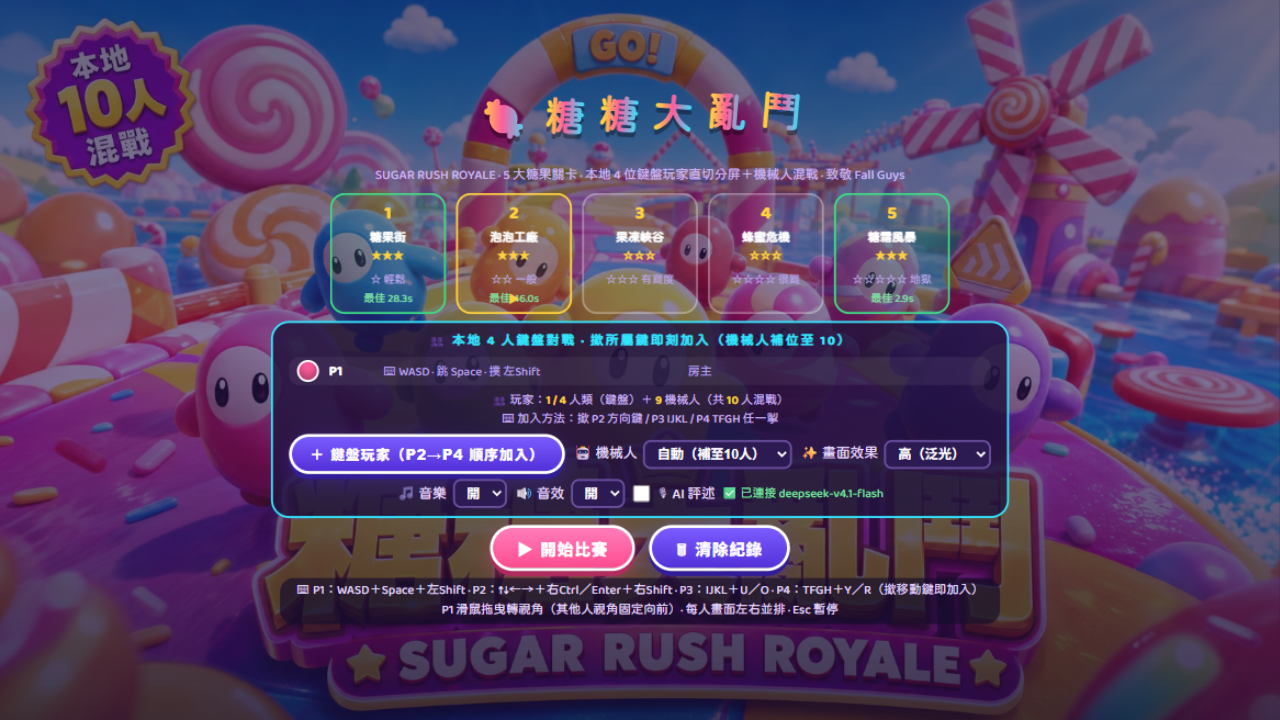 本地
10人
混戰
GO!
糖糖大亂鬥
SUGAR RUSH ROYALE · 5 大糖果關卡 · 本地 4 位鍵盤玩家直切分屏＋機械人混戰 · 致敬 Fall Guys
1
糖果街
★★★
☆ 輕鬆
最佳 28.3s
2
泡泡工廠
★★★
☆☆ 一般
3
果凍峽谷
☆☆☆
☆☆☆ 有難度
4
蜂蜜危機
☆☆☆
☆☆☆☆ 很難
5
糖霜風暴
★★★
☆☆☆☆☆ 地獄
最佳 2.9s
本地 4 人鍵盤對戰 · 撳所屬鍵即刻加入（機械人補位至 10）
P1 ⌨ WASD · 跳 Space · 撲 左Shift 房主
👥 玩家：1 / 4 人類（鍵盤）＋ 9 機械人（共 10 人混戰）
⌨ 加入方法：撳 P2 方向鍵 / P3 IJKL / P4 TFGH 任一掣
＋ 鍵盤玩家（P2→P4 順序加入） 🤖 機械人 自動（補至10人） ✨ 畫面效果 高（泛光）
🎵 音樂 開 🔊 音效 開 🎙 AI 評述 ✅ 已連接 deepseek-v4.1-flash
▶ 開始比賽 🗑 清除紀錄
⌨ P1：WASD＋Space＋左Shift · P2：↑↓←→＋右Ctrl／Enter＋右Shift · P3：IJKL＋U／O · P4：TFGH＋Y／R（撳移動鍵即加入）
P1 滑鼠拖曳轉視角（其他人視角固定向前）· 每人畫面左右並排 · Esc 暫停
糖糖大亂鬥
SUGAR RUSH ROYALE